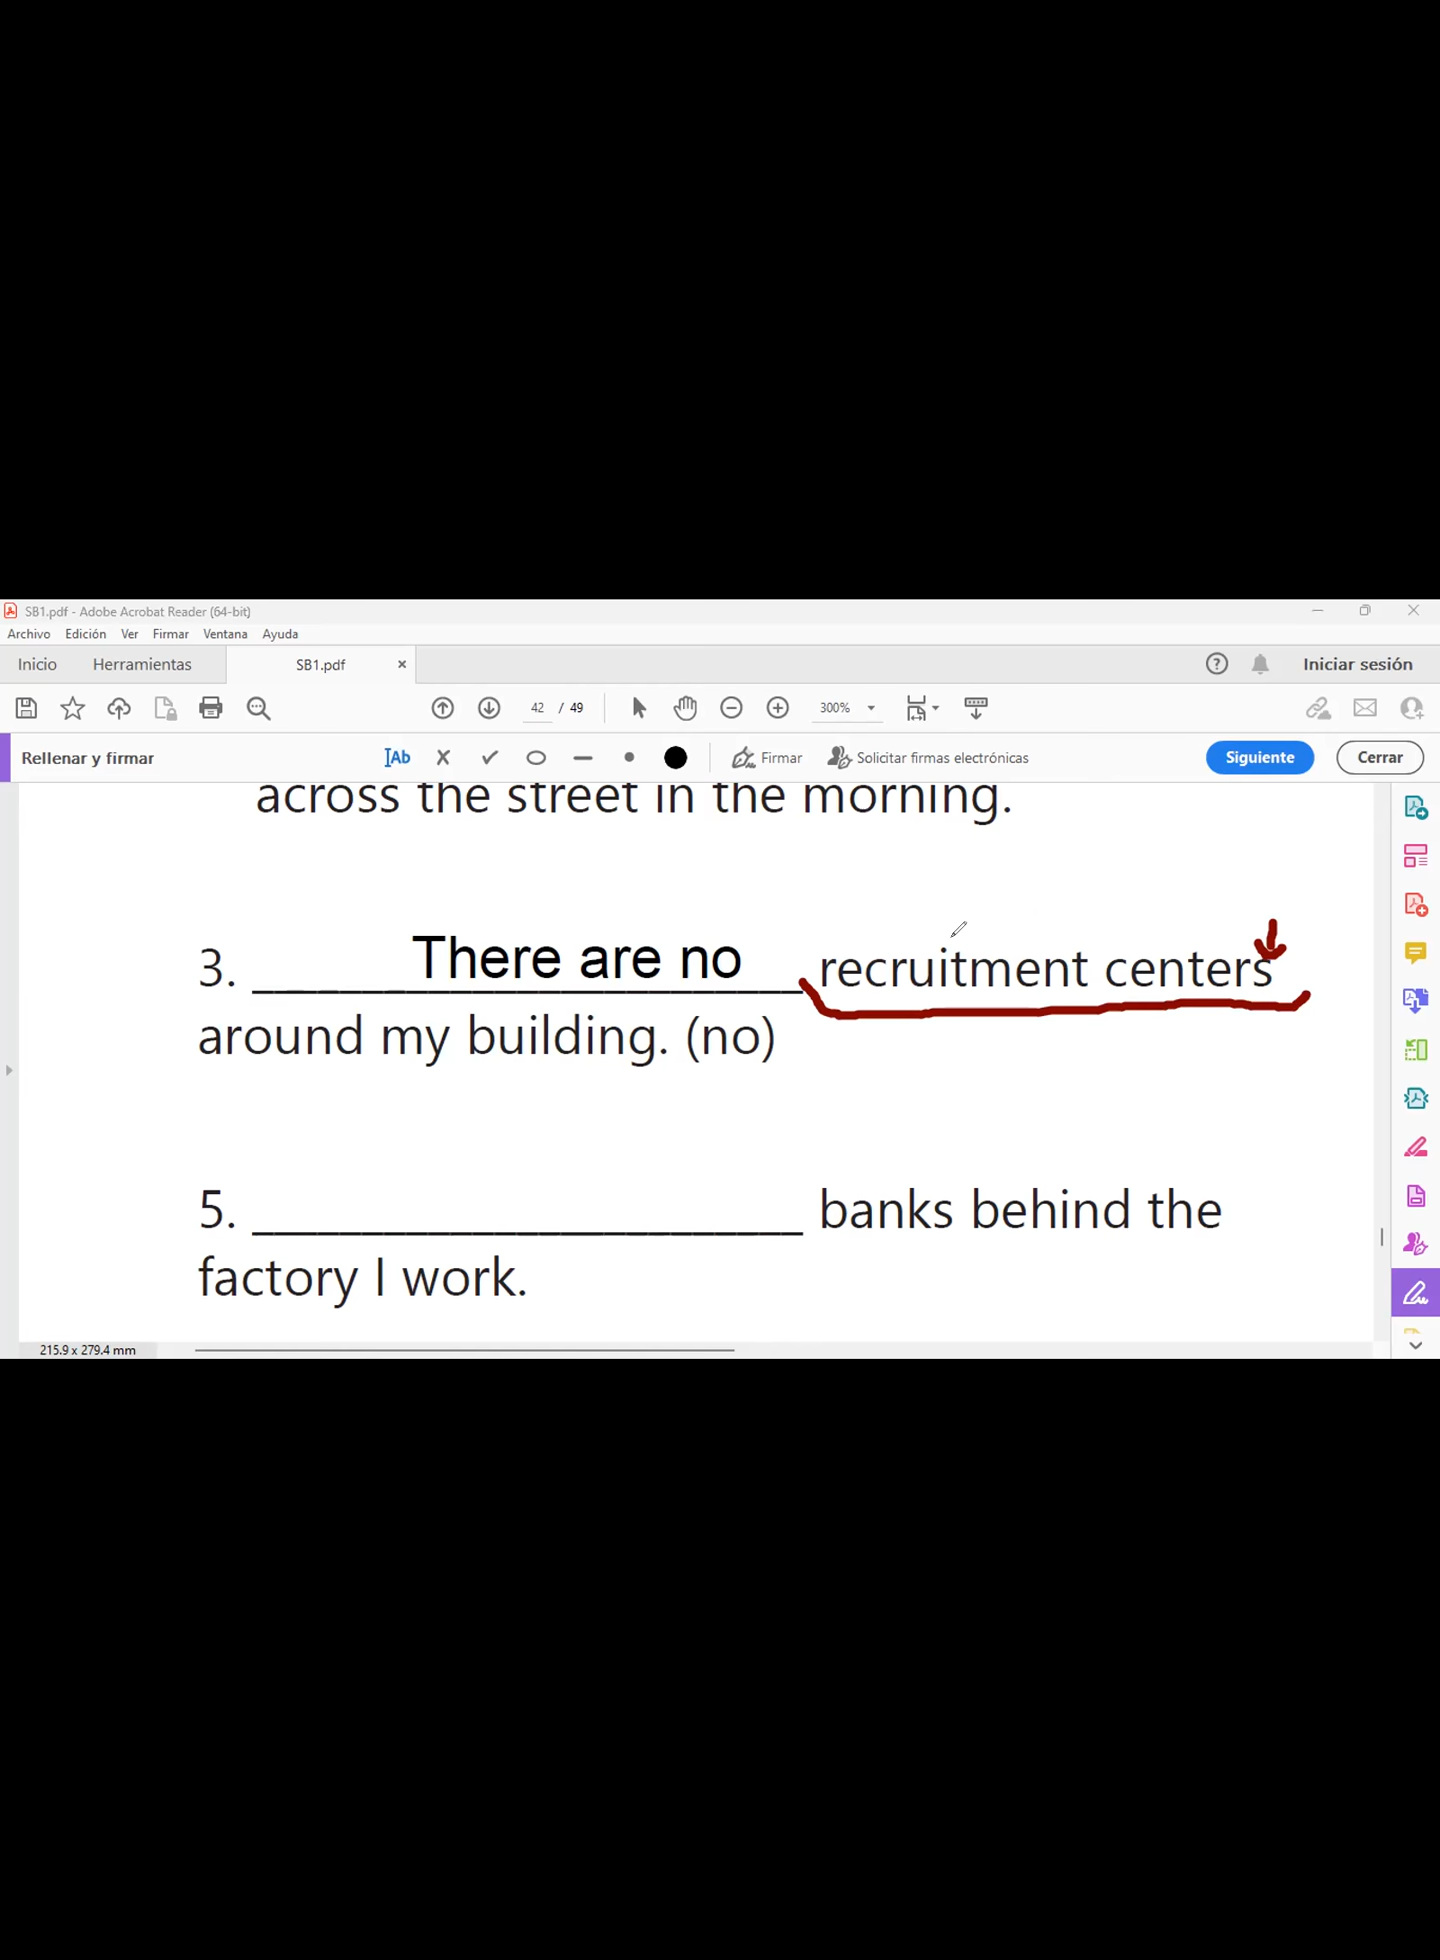 SB1.pdf - Adobe Acrobat Reader (64-bit)
Archivo Edición Ver Firmar Ventana Ayuda
Inicio Herramientas SB1.pdf × ? Iniciar sesión
42 / 49 300%
Rellenar y firmar Ab Firmar Solicitar firmas electrónicas Siguiente Cerrar
across the street in the morning.
3. There are no recruitment centers
around my building. (no)
5. ______________________ banks behind the
factory I work.
215.9 x 279.4 mm